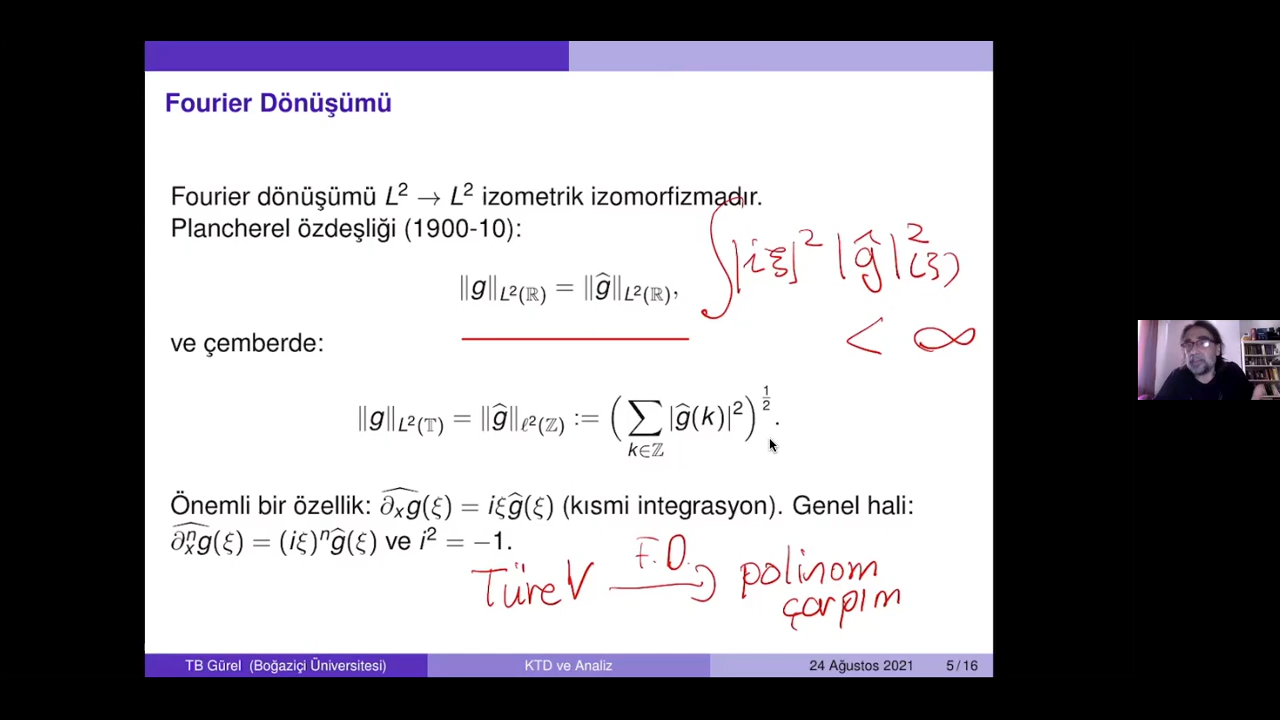 Fourier Dönüşümü
Fourier dönüşümü L² → L² izometrik izomorfizmadır.
Plancherel özdeşliği (1900-10):
‖g‖_{L²(ℝ)} = ‖ĝ‖_{L²(ℝ)},
∫|iξ|² |ĝ|²(ξ)
< ∞
ve çemberde:
‖g‖_{L²(𝕋)} = ‖ĝ‖_{ℓ²(ℤ)} := (∑_{k∈ℤ} |ĝ(k)|²)^{1/2}.
Önemli bir özellik: \widehat{∂ₓg}(ξ) = iξĝ(ξ) (kısmi integrasyon). Genel hali:
\widehat{∂ₓⁿg}(ξ) = (iξ)ⁿĝ(ξ) ve i² = −1.
Türev F.D. → polinom
çarpım
TB Gürel (Boğaziçi Üniversitesi) KTD ve Analiz 24 Ağustos 2021 5 / 16